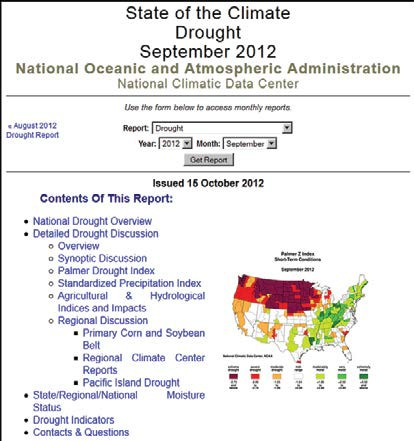 State of the Climate
Drought
September 2012
National Oceanic and Atmospheric Administration
National Climatic Data Center
Use the form below to access monthly reports.
« August 2012
Drought Report
Report: Drought
Year: 2012 Month: September
Get Report
Issued 15 October 2012
Contents Of This Report:
National Drought Overview
Detailed Drought Discussion
Overview
Synoptic Discussion
Palmer Drought Index
Standardized Precipitation Index
Agricultural & Hydrological
Indices and Impacts
Regional Discussion
Primary Corn and Soybean
Belt
Regional Climate Center
Reports
Pacific Island Drought
State/Regional/National Moisture
Status
Drought Indicators
Contacts & Questions
Palmer Z Index
Short-Term Conditions
September 2012
National Climatic Data Center, NOAA